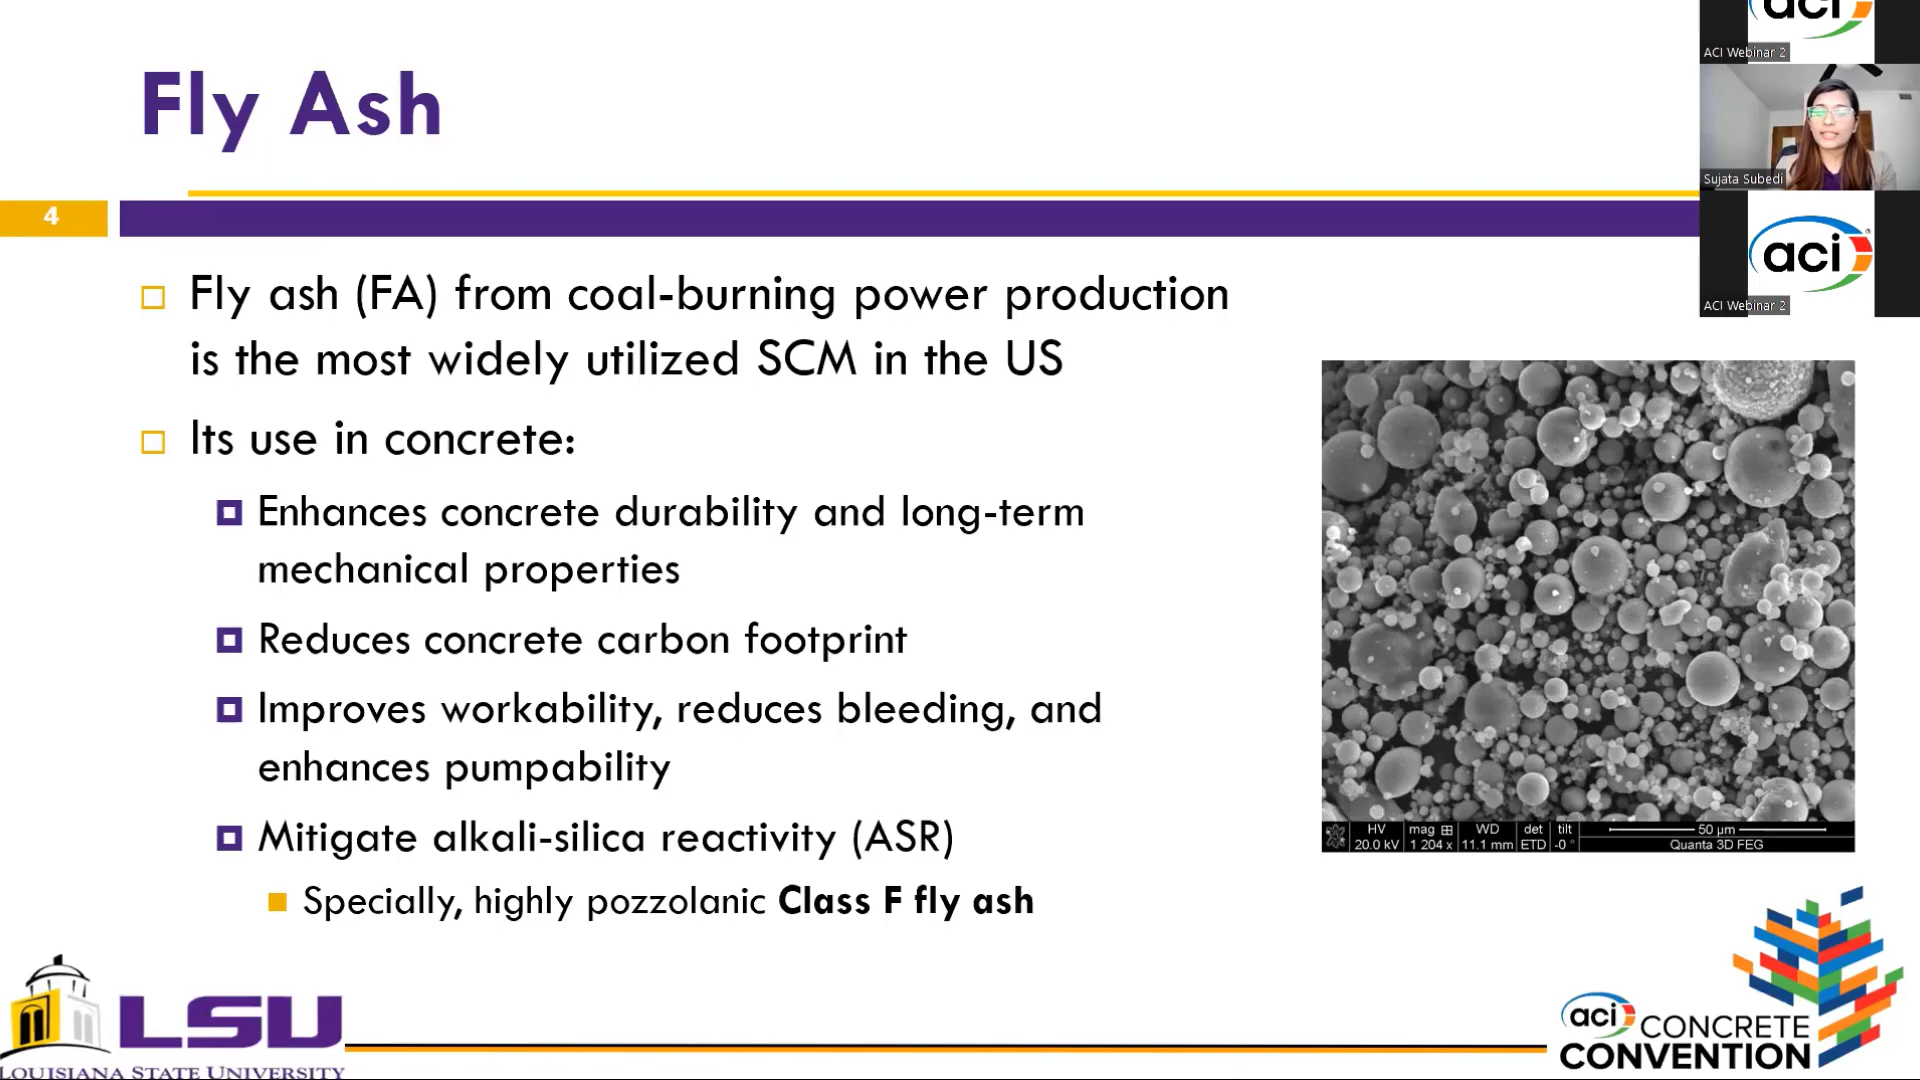 Fly Ash
4
Fly ash (FA) from coal-burning power production
is the most widely utilized SCM in the US
Its use in concrete:
Enhances concrete durability and long-term
mechanical properties
Reduces concrete carbon footprint
Improves workability, reduces bleeding, and
enhances pumpability
Mitigate alkali-silica reactivity (ASR)
Specially, highly pozzolanic Class F fly ash
aci
ACI Webinar 2
Sujata Subedi
aci
ACI Webinar 2
HV mag WD det tilt 50 µm
20.0 kV 1 204 x 11.1 mm ETD -0 ° Quanta 3D FEG
LSU
LOUISIANA STATE UNIVERSITY
aci CONCRETE
CONVENTION